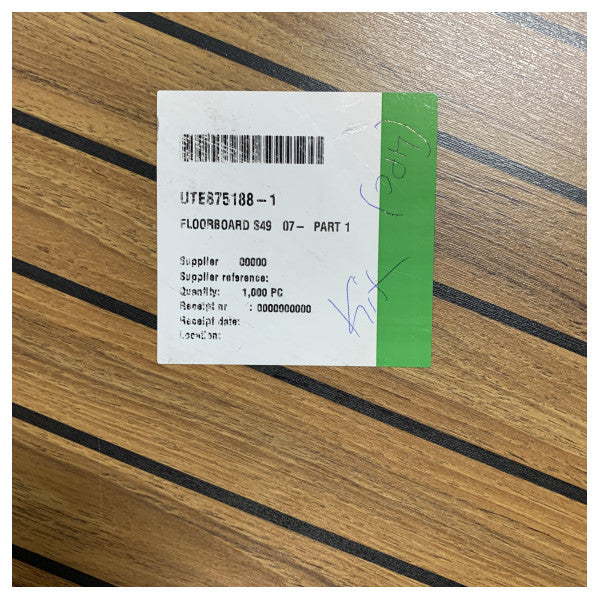 UTE875188-1
FLOORBOARD S49 07- PART 1
Supplier 00000
Supplier reference:
Quantity: 1,000 PC
Receipt nr : 0000000000
Receipt date:
Location:
(4PC)
Kit